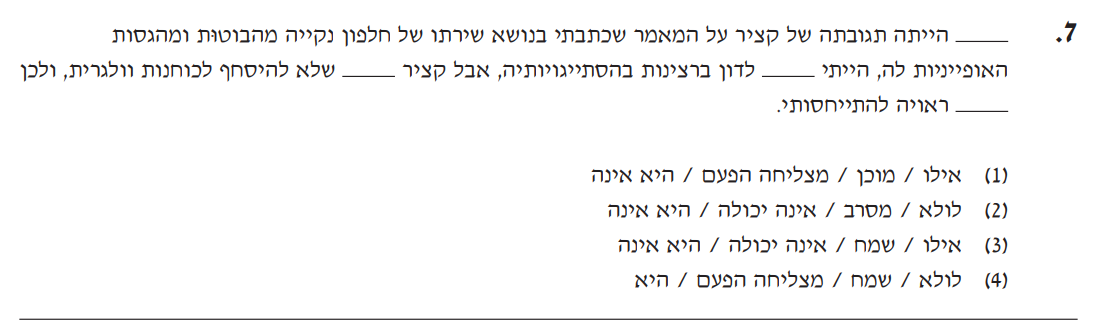 7. _____ הייתה תגובתה של קציר על המאמר שכתבתי בנושא שירתו של חלפון נקייה מהבוטוּת ומהגסות
האופייניות לה, הייתי _____ לדון ברצינות בהסתייגויותיה, אבל קציר _____ שלא להיסחף לכוחנות וולגרית, ולכן
_____ ראויה להתייחסותי.
(1) אילו / מוכן / מצליחה הפעם / היא אינה
(2) לולא / מסרב / אינה יכולה / היא אינה
(3) אילו / שמח / אינה יכולה / היא אינה
(4) לולא / שמח / מצליחה הפעם / היא